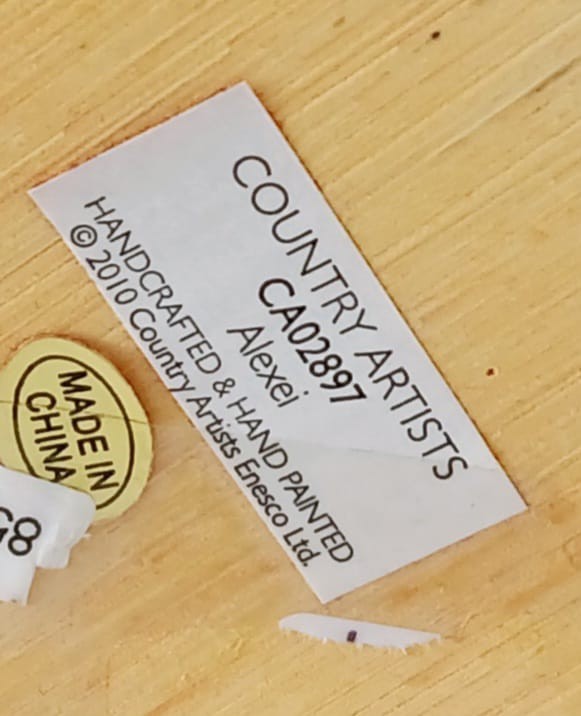 COUNTRY ARTISTS
CA02897
Alexei
HANDCRAFTED & HAND PAINTED
© 2010 Country Artists Enesco Ltd.
MADE IN
CHINA